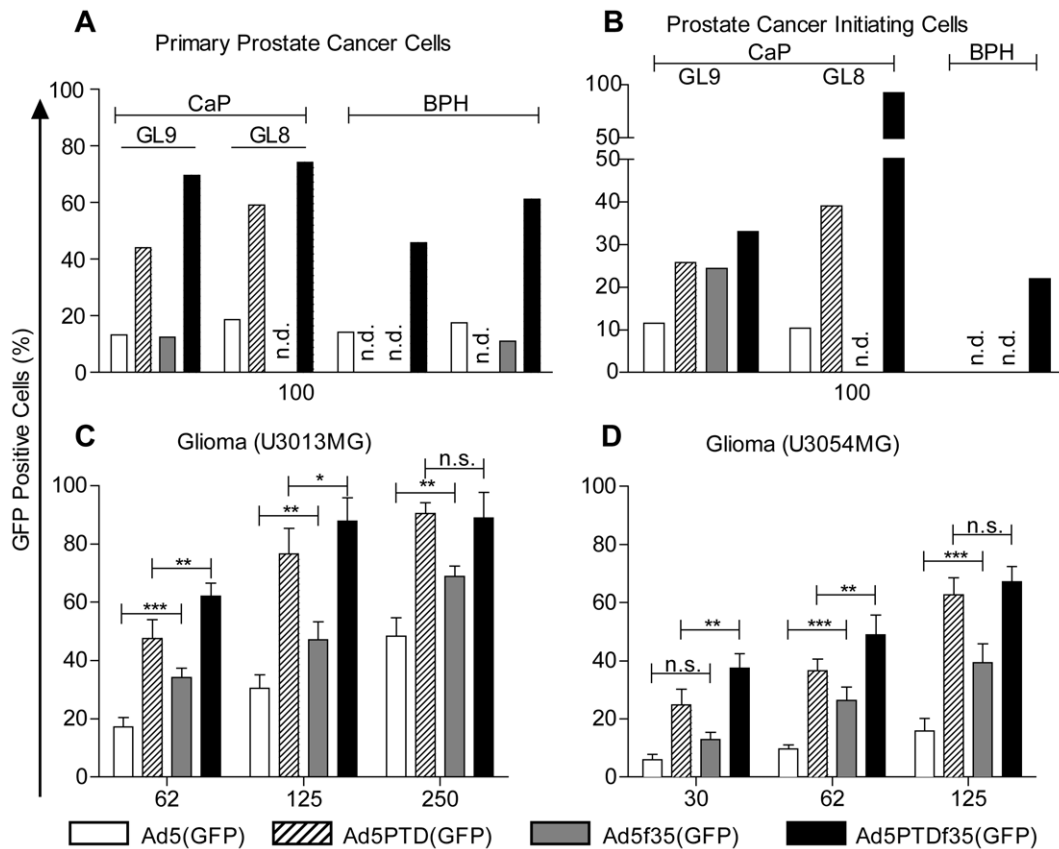 A
Primary Prostate Cancer Cells
CaP
BPH
GL9
GL8
80
60
40
20
0
n.d.
n.d.
n.d.
n.d.
100
B
Prostate Cancer Initiating Cells
CaP
BPH
GL9
GL8
100
50
50
40
30
20
10
0
n.d.
n.d.
n.d.
100
GFP Positive Cells (%)
C
Glioma (U3013MG)
100
80
60
40
20
0
***
**
**
*
**
n.s.
62
125
250
D
Glioma (U3054MG)
100
80
60
40
20
0
n.s.
**
***
**
***
n.s.
30
62
125
Ad5(GFP)
Ad5PTD(GFP)
Ad5f35(GFP)
Ad5PTDf35(GFP)